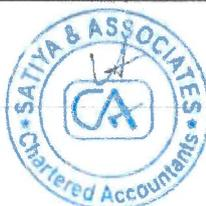 SATIYA & ASSOCIATES
CA
* Chartered Accountants *